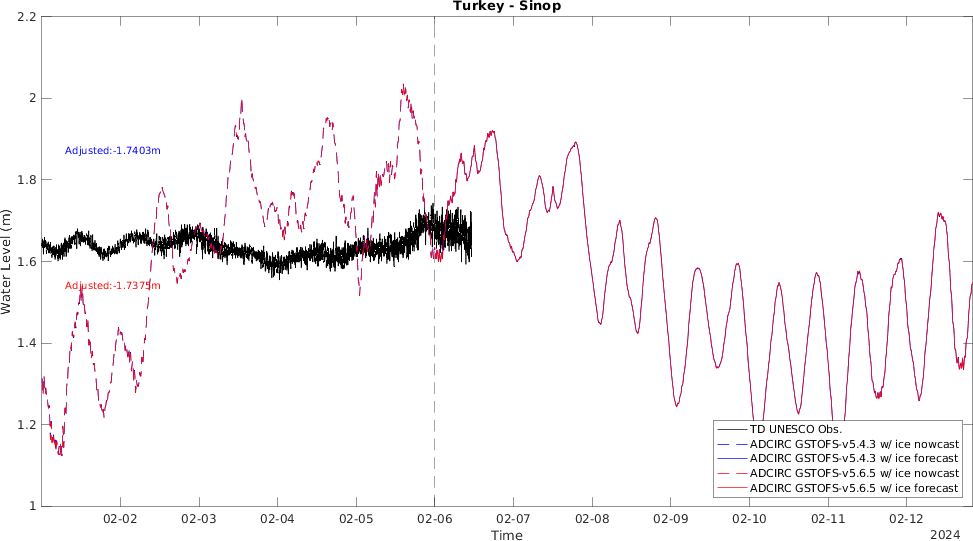 Turkey - Sinop
2.2
2
1.8
1.6
1.4
1.2
1
Water Level (m)
Adjusted:-1.7403m
Adjusted:-1.7375m
TD UNESCO Obs.
ADCIRC GSTOFS-v5.4.3 w/ ice nowcast
ADCIRC GSTOFS-v5.4.3 w/ ice forecast
ADCIRC GSTOFS-v5.6.5 w/ ice nowcast
ADCIRC GSTOFS-v5.6.5 w/ ice forecast
02-02 02-03 02-04 02-05 02-06 02-07 02-08 02-09 02-10 02-11 02-12
Time
2024